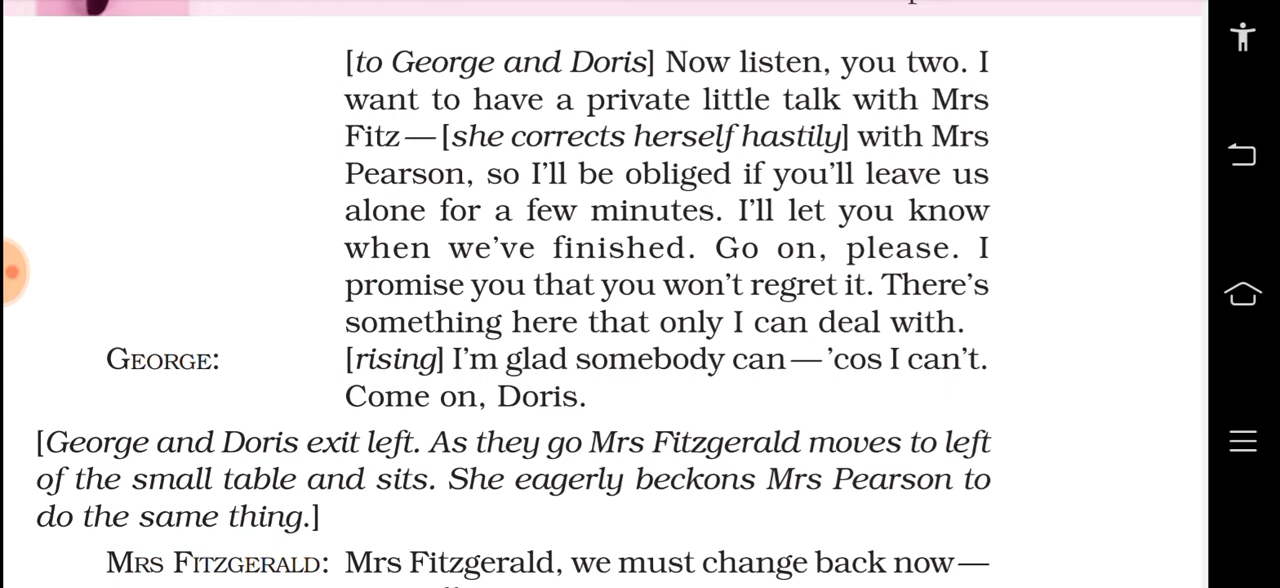 [to George and Doris] Now listen, you two. I
want to have a private little talk with Mrs
Fitz—[she corrects herself hastily] with Mrs
Pearson, so I'll be obliged if you'll leave us
alone for a few minutes. I'll let you know
when we've finished. Go on, please. I
promise you that you won't regret it. There's
something here that only I can deal with.
GEORGE: [rising] I'm glad somebody can—'cos I can't.
Come on, Doris.
[George and Doris exit left. As they go Mrs Fitzgerald moves to left
of the small table and sits. She eagerly beckons Mrs Pearson to
do the same thing.]
MRS FITZGERALD: Mrs Fitzgerald, we must change back now—